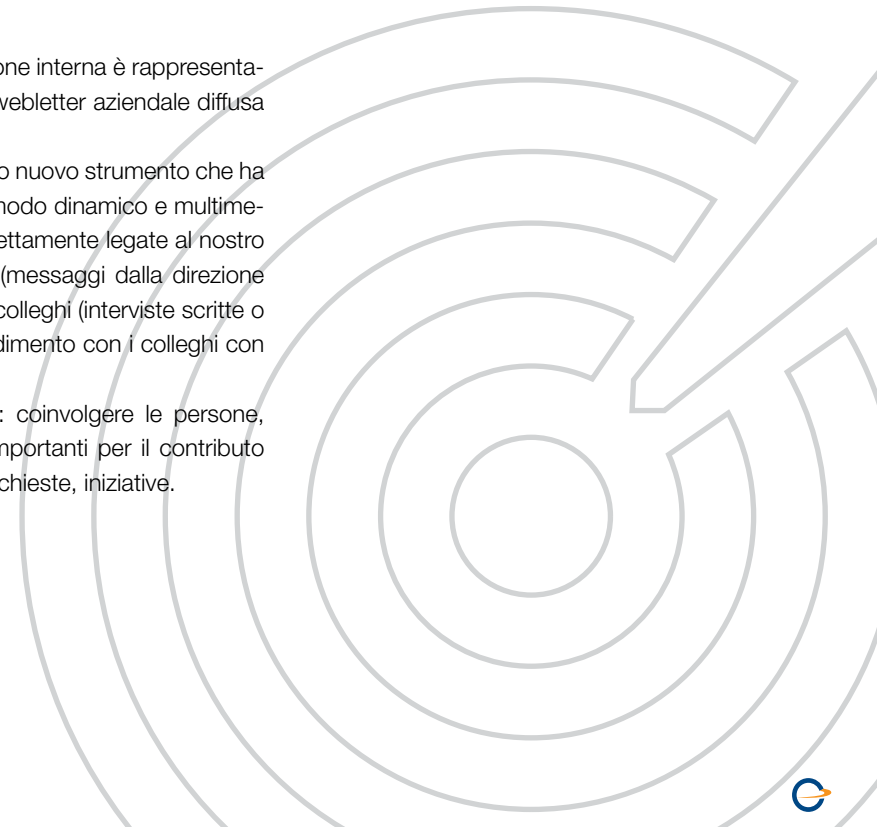 one interna è rappresenta-
webletter aziendale diffusa
o nuovo strumento che ha
modo dinamico e multime-
ettamente legate al nostro
(messaggi dalla direzione
colleghi (interviste scritte o
dimento con i colleghi con
: coinvolgere le persone,
mportanti per il contributo
chieste, iniziative.